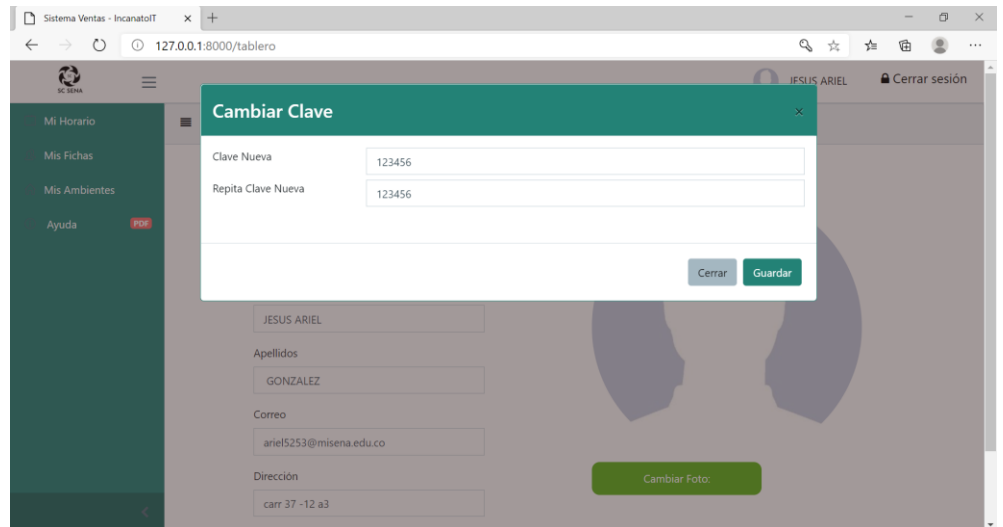 Sistema Ventas - IncanatoIT
127.0.0.1:8000/tablero
SC SENA
JESUS ARIEL
Cerrar sesión
Cambiar Clave
Mi Horario
Mis Fichas
Clave Nueva
123456
Mis Ambientes
Repita Clave Nueva
123456
Ayuda
PDF
Cerrar
Guardar
JESUS ARIEL
Apellidos
GONZALEZ
Correo
ariel5253@misena.edu.co
Dirección
Cambiar Foto:
carr 37 -12 a3